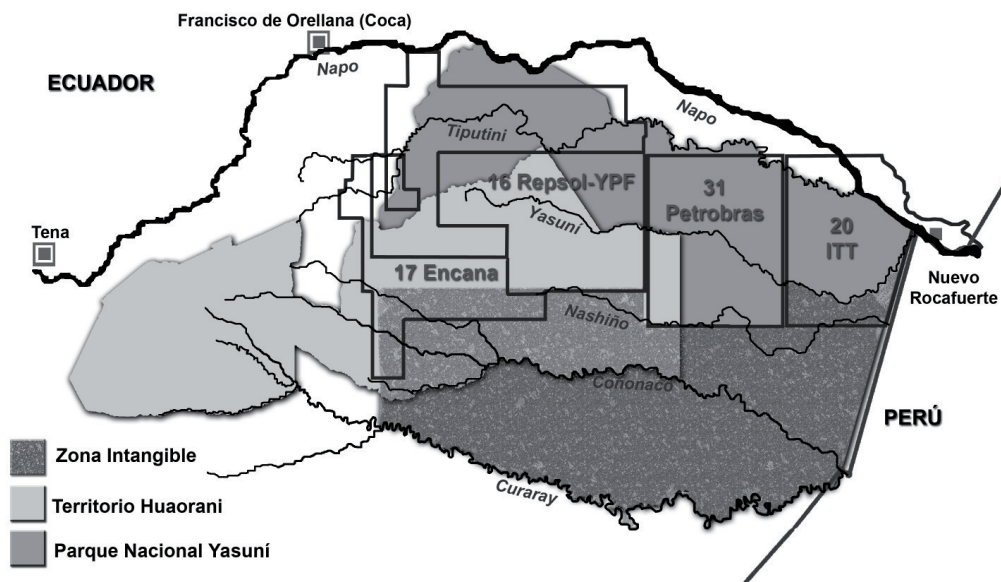 Francisco de Orellana (Coca)
Napo
ECUADOR
Napo
Tiputini
16 Repsol-YPF
31
Petrobras
Yasuní
20
ITT
Tena
17 Encana
Nuevo
Rocafuerte
Nashiño
Cononaco
PERÚ
Zona Intangible
Curaray
Territorio Huaorani
Parque Nacional Yasuní